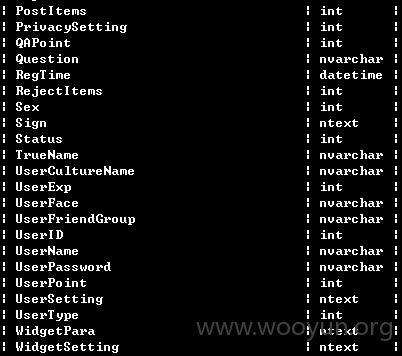 | PostItems | int |
| PrivacySetting | int |
| QAPoint | int |
| Question | nvarchar |
| RegTime | datetime |
| RejectItems | int |
| Sex | int |
| Sign | ntext |
| Status | int |
| TrueName | nvarchar |
| UserCultureName | nvarchar |
| UserExp | int |
| UserFace | nvarchar |
| UserFriendGroup | nvarchar |
| UserID | int |
| UserName | nvarchar |
| UserPassword | nvarchar |
| UserPoint | int |
| UserSetting | ntext |
| UserType | int |
| WidgetPara | ntext |
| WidgetSetting | ntext |
www.wooyun.org